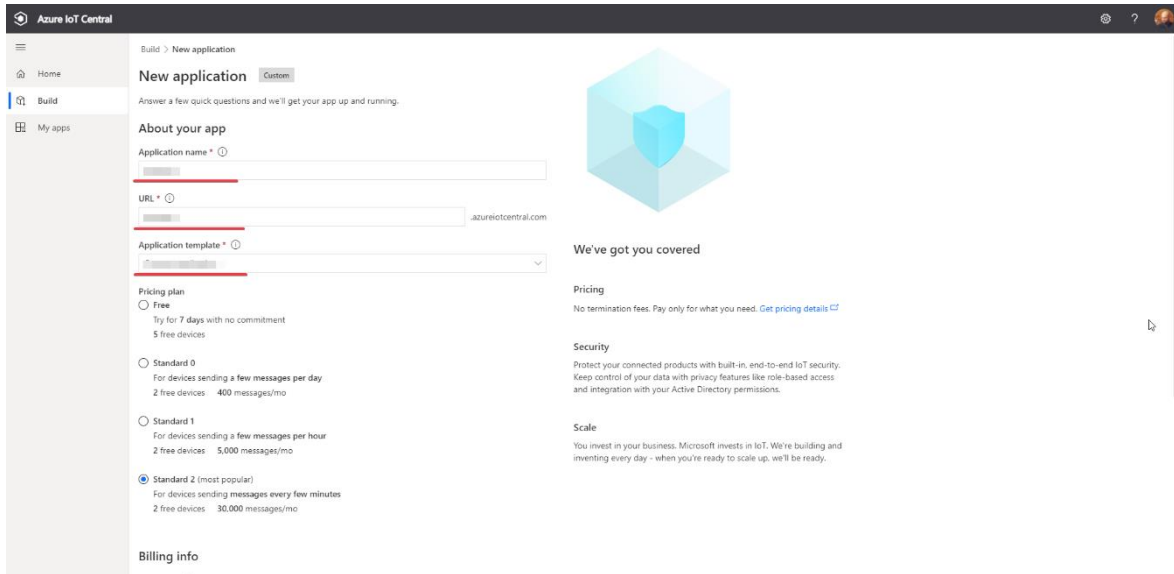 Azure IoT Central
?
Home
Build
My apps
Build > New application
New application Custom
Answer a few quick questions and we'll get your app up and running.
About your app
Application name *
URL *
.azureiotcentral.com
Application template *
Pricing plan
Free
Try for 7 days with no commitment
5 free devices
Standard 0
For devices sending a few messages per day
2 free devices 400 messages/mo
Standard 1
For devices sending a few messages per hour
2 free devices 5,000 messages/mo
Standard 2 (most popular)
For devices sending messages every few minutes
2 free devices 30,000 messages/mo
Billing info
We've got you covered
Pricing
No termination fees. Pay only for what you need. Get pricing details
Security
Protect your connected products with built-in, end-to-end IoT security.
Keep control of your data with privacy features like role-based access
and integration with your Active Directory permissions.
Scale
You invest in your business. Microsoft invests in IoT. We're building and
inventing every day - when you're ready to scale up, we'll be ready.